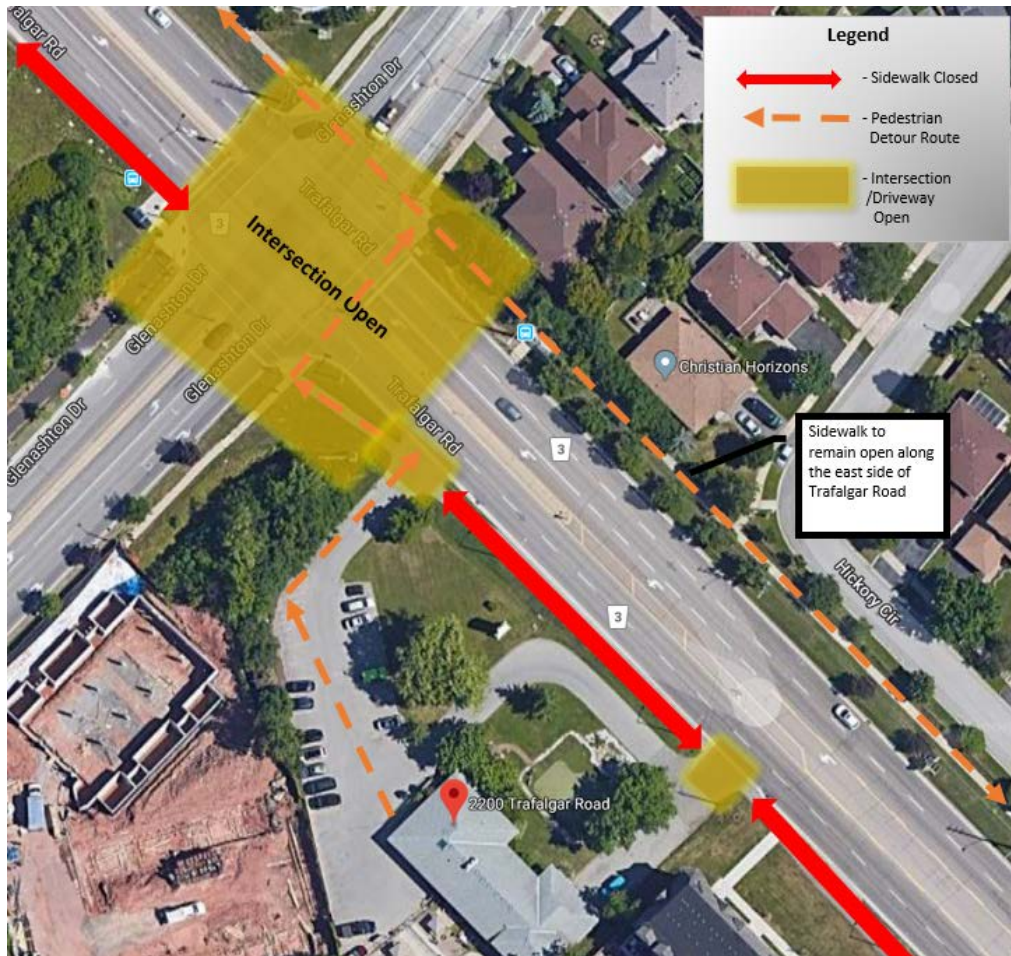 Trafalgar Rd
Glenashton Dr
3
Trafalgar Rd
Intersection Open
Glenashton Dr
Glenashton Dr
Glenashton Dr
Trafalgar Rd
3
3
Christian Horizons
Hickory Cir
2200 Trafalgar Road
Legend
- Sidewalk Closed
- Pedestrian
Detour Route
- Intersection
/Driveway
Open
Sidewalk to
remain open along
the east side of
Trafalgar Road